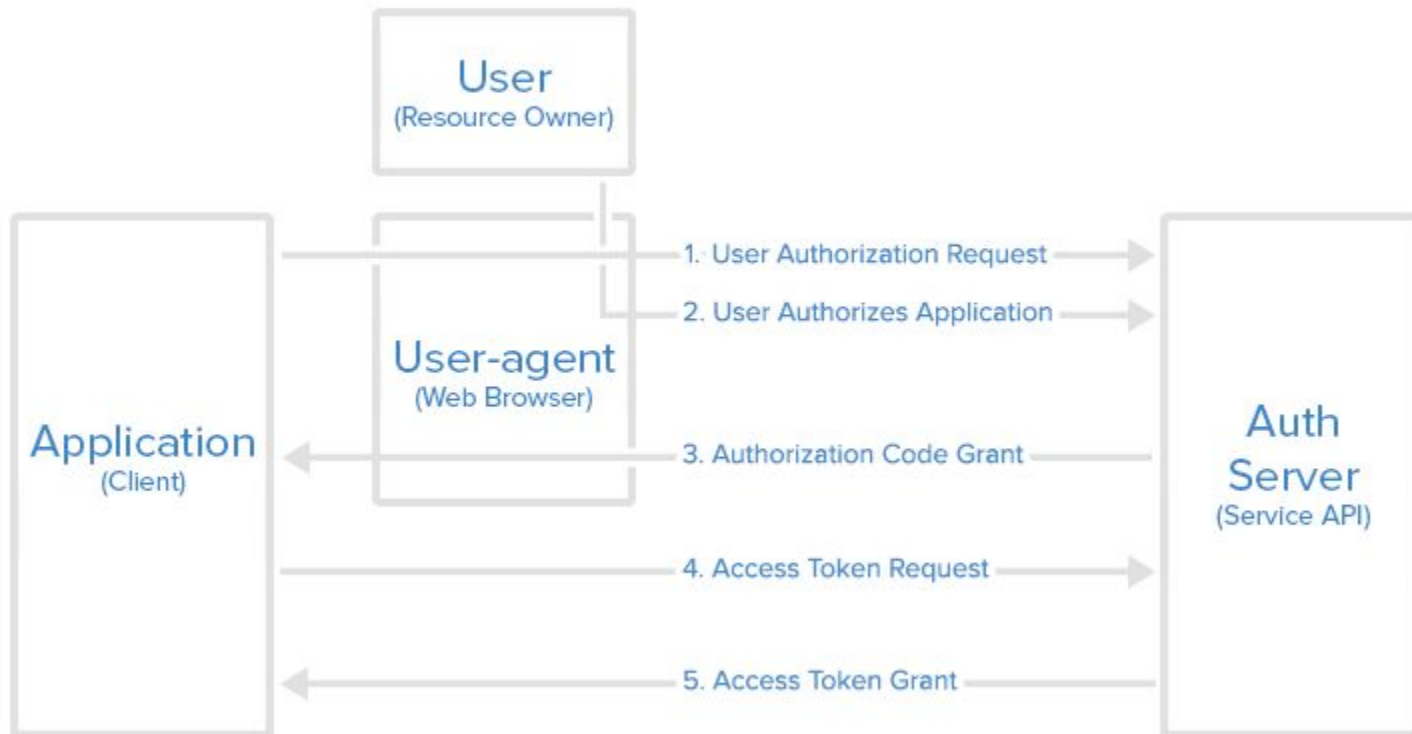 User
(Resource Owner)
1. User Authorization Request
2. User Authorizes Application
User-agent
(Web Browser)
Application
(Client)
3. Authorization Code Grant
Auth
Server
(Service API)
4. Access Token Request
5. Access Token Grant